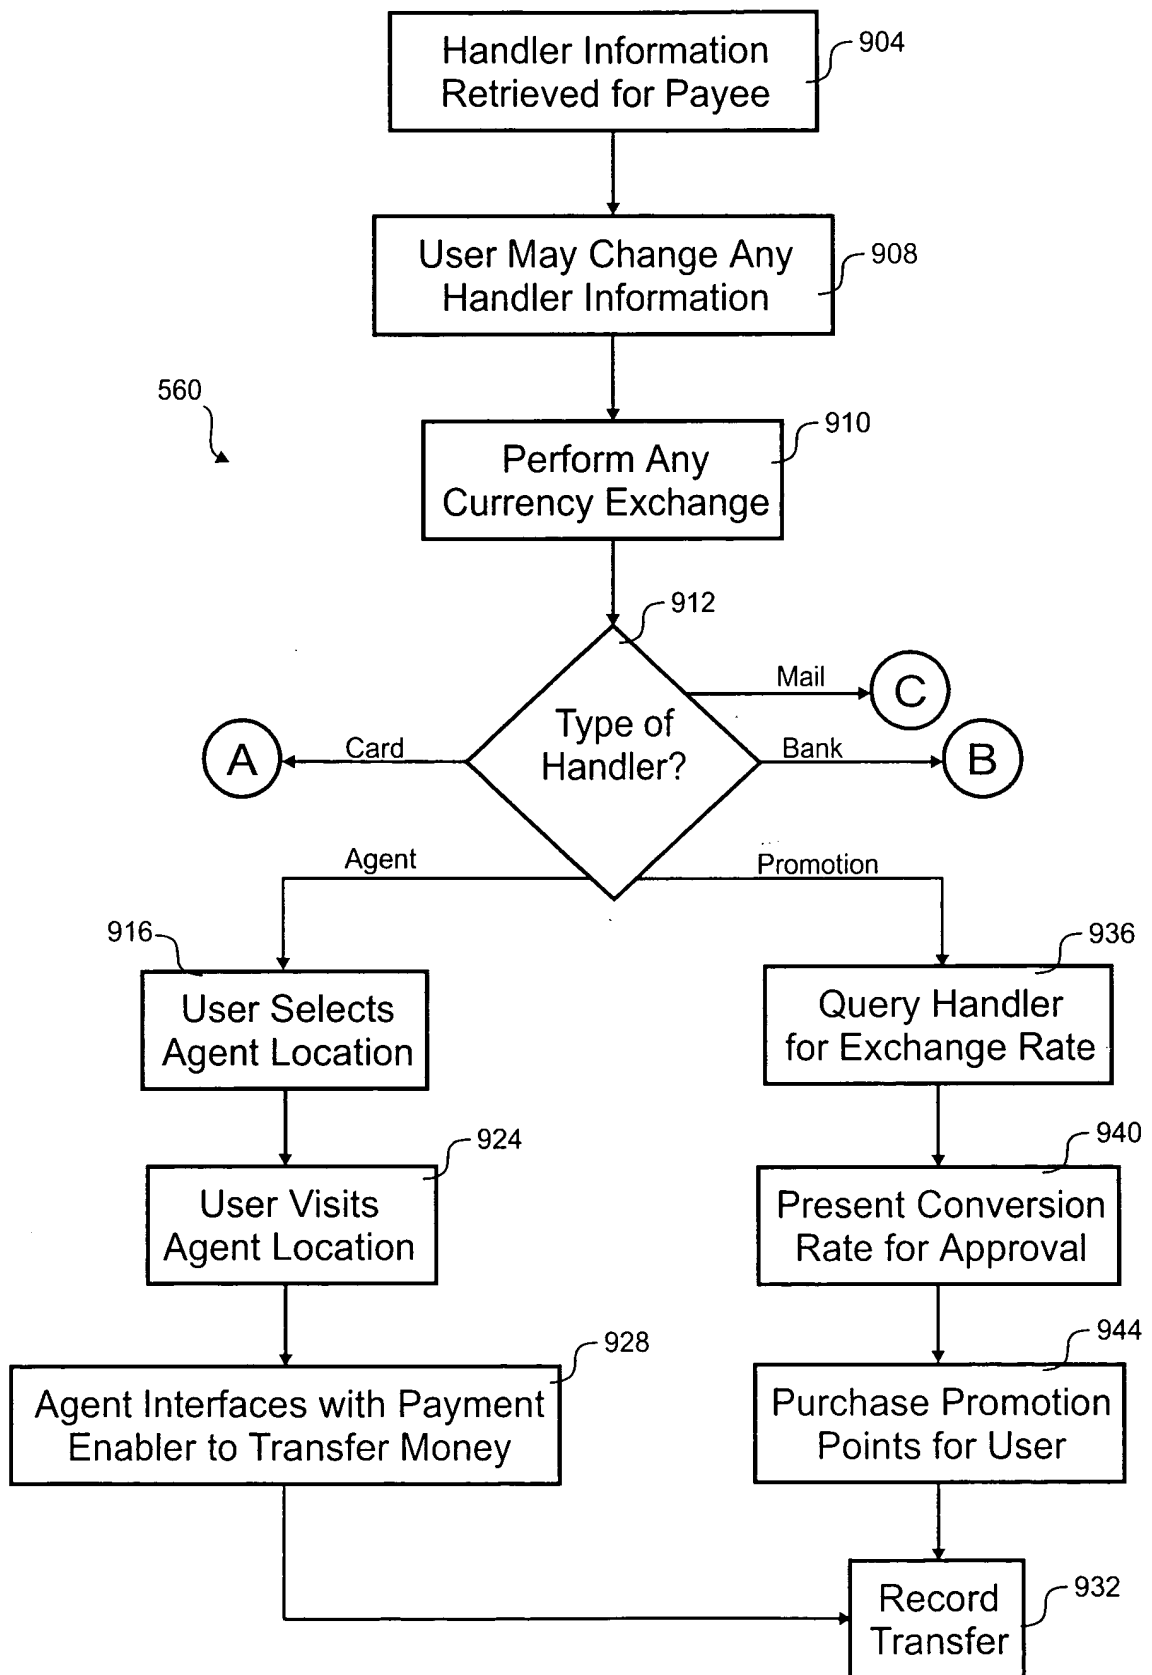 Handler Information
Retrieved for Payee
904
User May Change Any
Handler Information
908
560
Perform Any
Currency Exchange
910
912
Type of
Handler?
Mail
C
Card
A
Bank
B
Agent
Promotion
916
User Selects
Agent Location
936
Query Handler
for Exchange Rate
924
User Visits
Agent Location
940
Present Conversion
Rate for Approval
928
Agent Interfaces with Payment
Enabler to Transfer Money
944
Purchase Promotion
Points for User
Record
Transfer
932